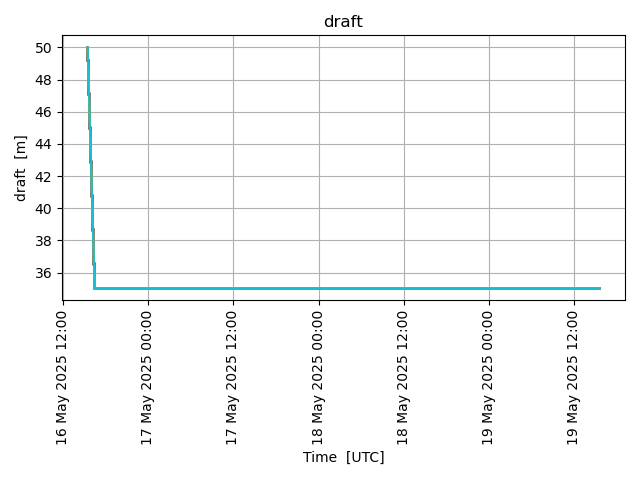 draft
50
48
46
44
42
40
38
36
draft [m]
16 May 2025 12:00
17 May 2025 00:00
17 May 2025 12:00
18 May 2025 00:00
18 May 2025 12:00
19 May 2025 00:00
19 May 2025 12:00
Time [UTC]